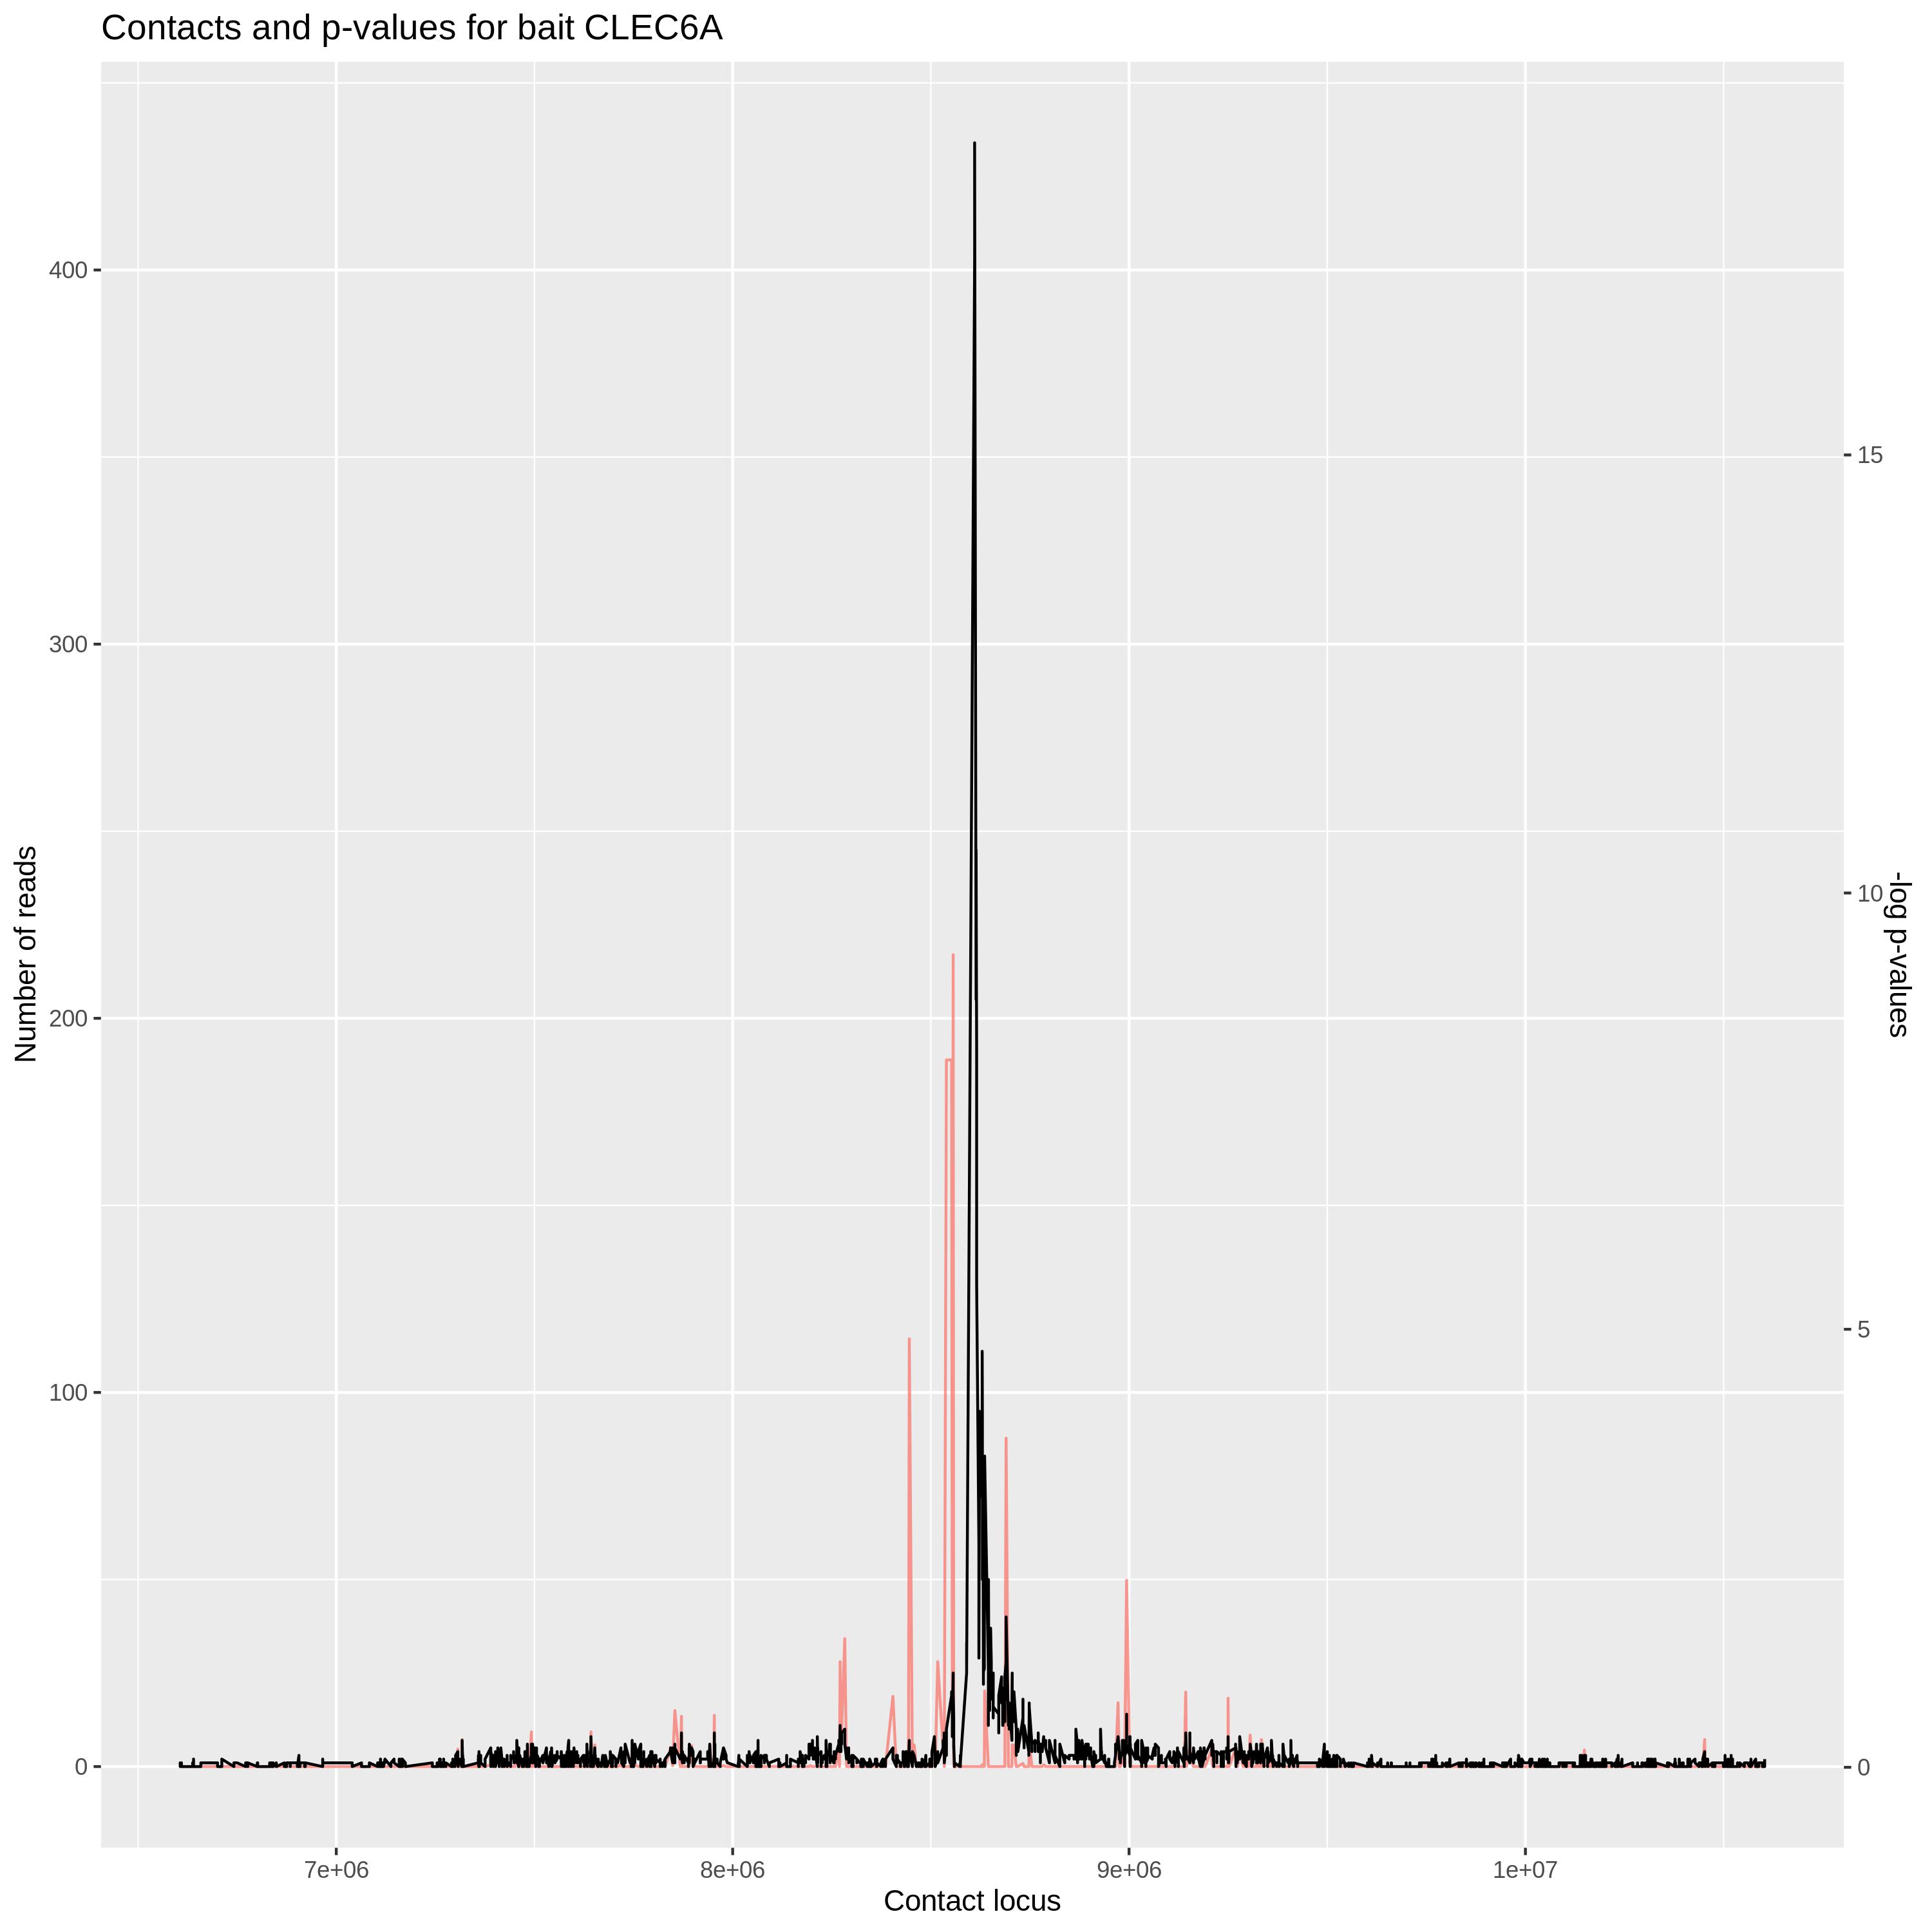 Contacts and p-values for bait CLEC6A
Number of reads
400
300
200
100
0
15
10
5
0
-log p-values
7e+06
8e+06
9e+06
1e+07
Contact locus